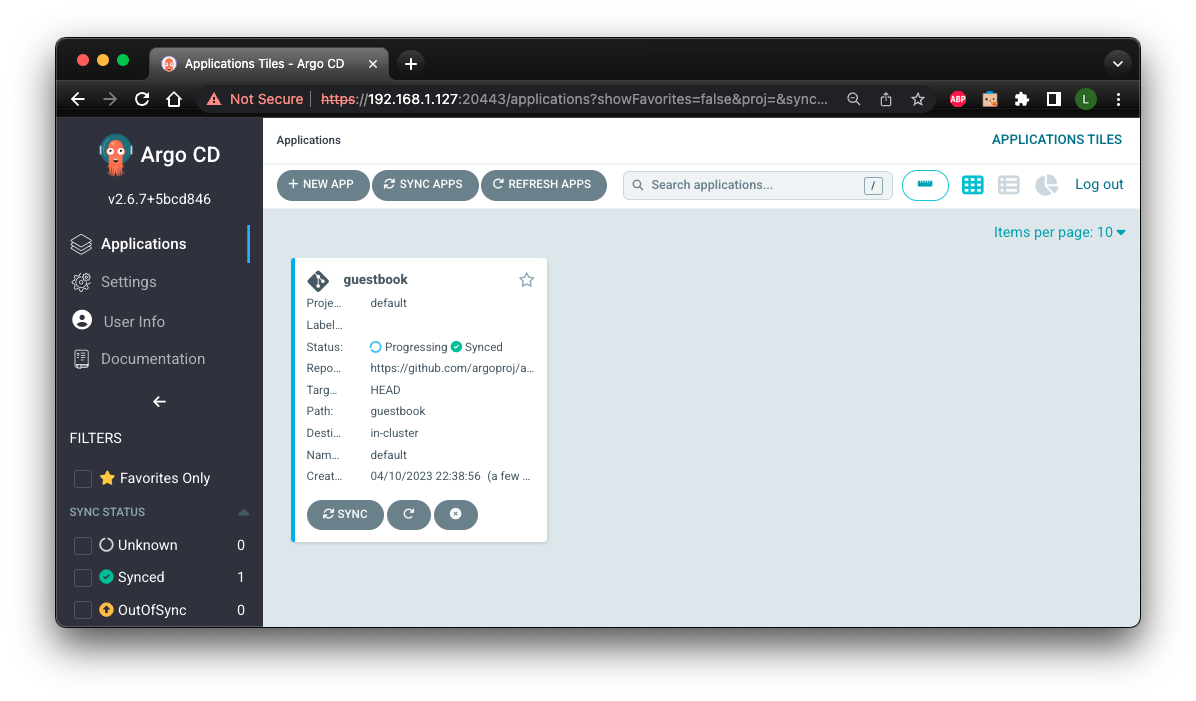 Applications Tiles - Argo CD
Not Secure
https://192.168.1.127:20443/applications?showFavorites=false&proj=&sync...
ABP
L
Argo CD
v2.6.7+5bcd846
Applications
Settings
User Info
Documentation
FILTERS
Favorites Only
SYNC STATUS
Unknown 0
Synced 1
OutOfSync 0
Applications
APPLICATIONS TILES
+ NEW APP
SYNC APPS
REFRESH APPS
Search applications...
/
Log out
Items per page: 10
guestbook
Proje... default
Label...
Status: Progressing Synced
Repo... https://github.com/argoproj/a...
Targ... HEAD
Path: guestbook
Desti... in-cluster
Nam... default
Creat... 04/10/2023 22:38:56 (a few ...
SYNC